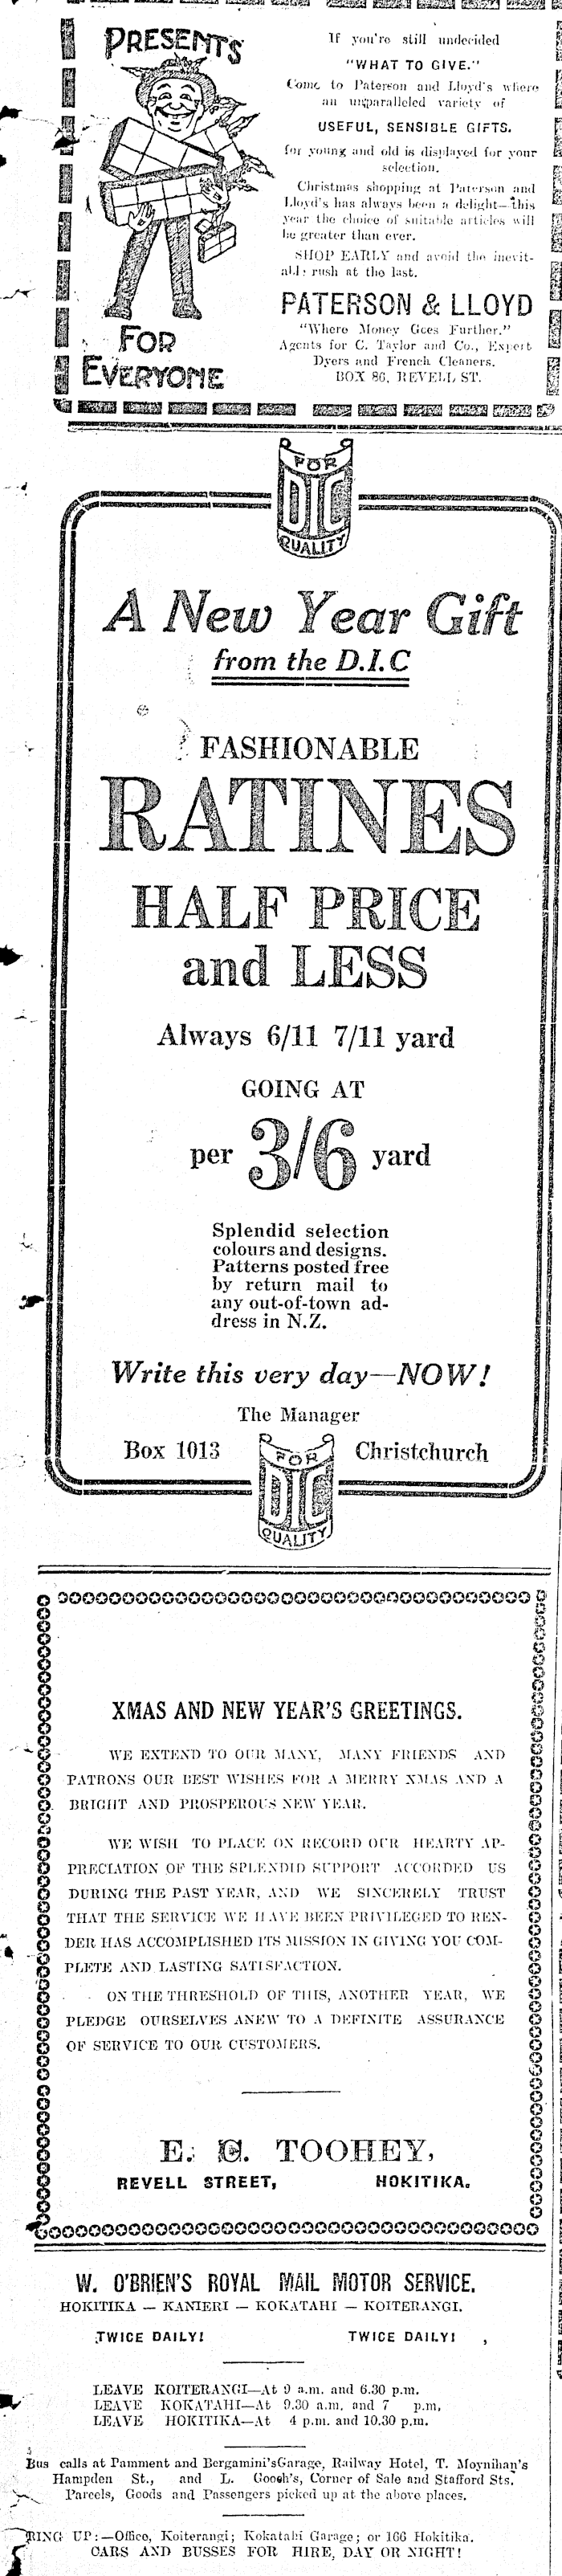 PRESENTS
FOR
EVERYONE
If you're still undecided
"WHAT TO GIVE."
Come to Paterson and Lloyd's where
an unparalleled variety of
USEFUL, SENSIBLE GIFTS.
for young and old is displayed for your
selection.
Christmas shopping at Paterson and
Lloyd's has always been a delight—this
year the choice of suitable articles will
be greater than ever.
SHOP EARLY and avoid the inevit-
able rush at the last.
PATERSON & LLOYD
"Where Money Goes Further."
Agents for C. Taylor and Co., Expert
Dyers and French Cleaners.
BOX 86, REVELL ST.
FOR
DIC
QUALITY
A New Year Gift
from the D.I.C
FASHIONABLE
RATINES
HALF PRICE
and LESS
Always 6/11 7/11 yard
GOING AT
per 3/6 yard
Splendid selection
colours and designs.
Patterns posted free
by return mail to
any out-of-town ad-
dress in N.Z.
Write this very day—NOW!
The Manager
Box 1013 Christchurch
FOR
DIC
QUALITY
XMAS AND NEW YEAR'S GREETINGS.
WE EXTEND TO OUR MANY, MANY FRIENDS AND
PATRONS OUR BEST WISHES FOR A MERRY XMAS AND A
BRIGHT AND PROSPEROUS NEW YEAR.
WE WISH TO PLACE ON RECORD OUR HEARTY AP-
PRECIATION OF THE SPLENDID SUPPORT ACCORDED US
DURING THE PAST YEAR, AND WE SINCERELY TRUST
THAT THE SERVICE WE HAVE BEEN PRIVILEGED TO REN-
DER HAS ACCOMPLISHED ITS MISSION IN GIVING YOU COM-
PLETE AND LASTING SATISFACTION.
ON THE THRESHOLD OF THIS, ANOTHER YEAR, WE
PLEDGE OURSELVES ANEW TO A DEFINITE ASSURANCE
OF SERVICE TO OUR CUSTOMERS.
E. TOOHEY,
REVELL STREET, HOKITIKA.
W. O'BRIEN'S ROYAL MAIL MOTOR SERVICE.
HOKITIKA — KANIERI — KOKATAHI — KOITERANGI.
TWICE DAILY! TWICE DAILY!
LEAVE KOITERANGI—At 9 a.m. and 6.30 p.m.
LEAVE KOKATAHI—At 9.30 a.m. and 7 p.m,
LEAVE HOKITIKA—At 4 p.m. and 10.30 p.m.
Bus calls at Pamment and Bergamini'sGarage, Railway Hotel, T. Moynihan's
Hampden St., and L. Gooch's, Corner of Sale and Stafford Sts.
Parcels, Goods and Passengers picked up at the above places.
RING UP:—Office, Koiterangi; Kokatahi Garage; or 166 Hokitika.
CARS AND BUSSES FOR HIRE, DAY OR NIGHT!